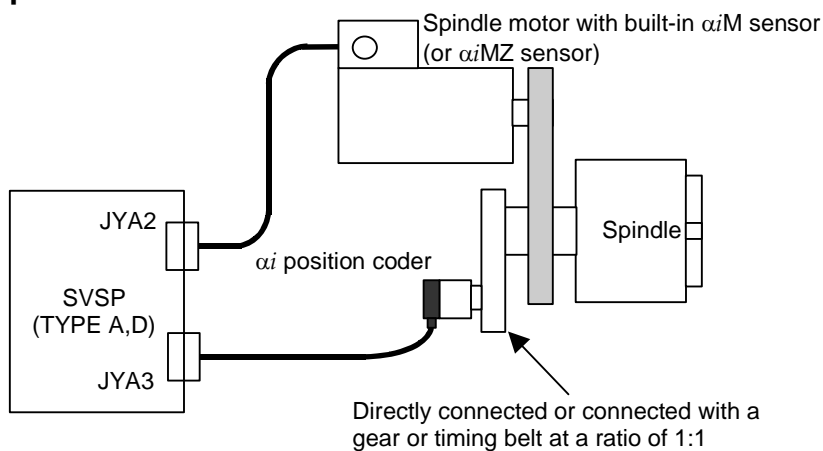 Spindle motor with built-in αiM sensor
(or αiMZ sensor)
JYA2
Spindle
αi position coder
SVSP
(TYPE A,D)
JYA3
Directly connected or connected with a
gear or timing belt at a ratio of 1:1